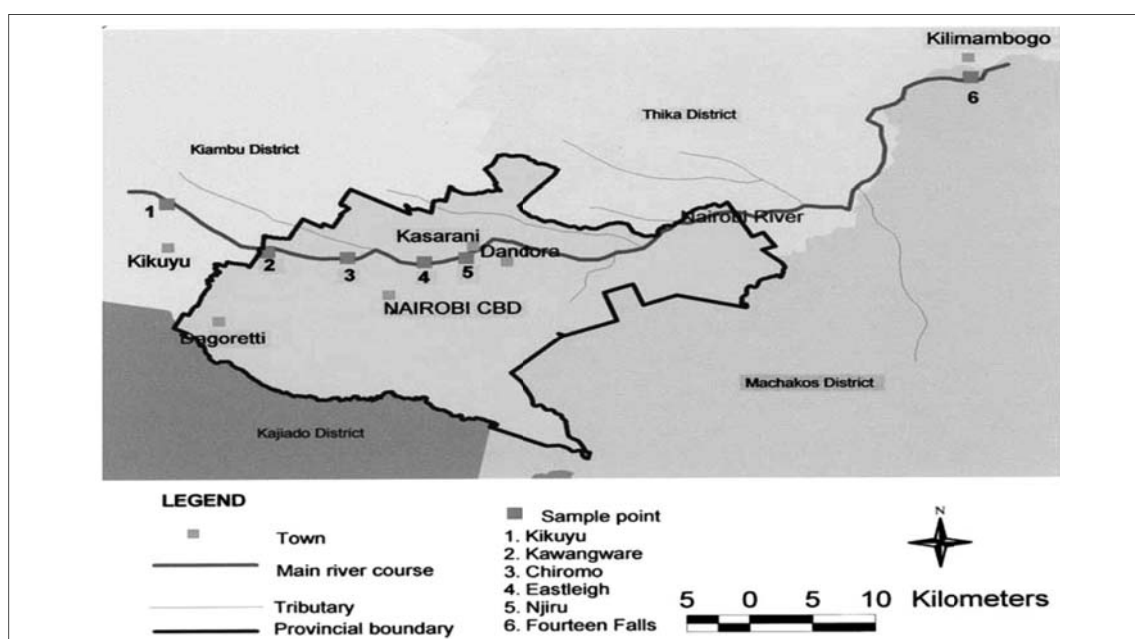 Kilimambogo
6
Thika District
Kiambu District
1
Nairobi River
Kasarani
Dandora
Kikuyu
2
3
4
5
NAIROBI CBD
Dagoretti
Machakos District
Kajiado District
LEGEND
Town
Main river course
Tributary
Provincial boundary
Sample point
1. Kikuyu
2. Kawangware
3. Chiromo
4. Eastleigh
5. Njiru
6. Fourteen Falls
N
5 0 5 10 Kilometers